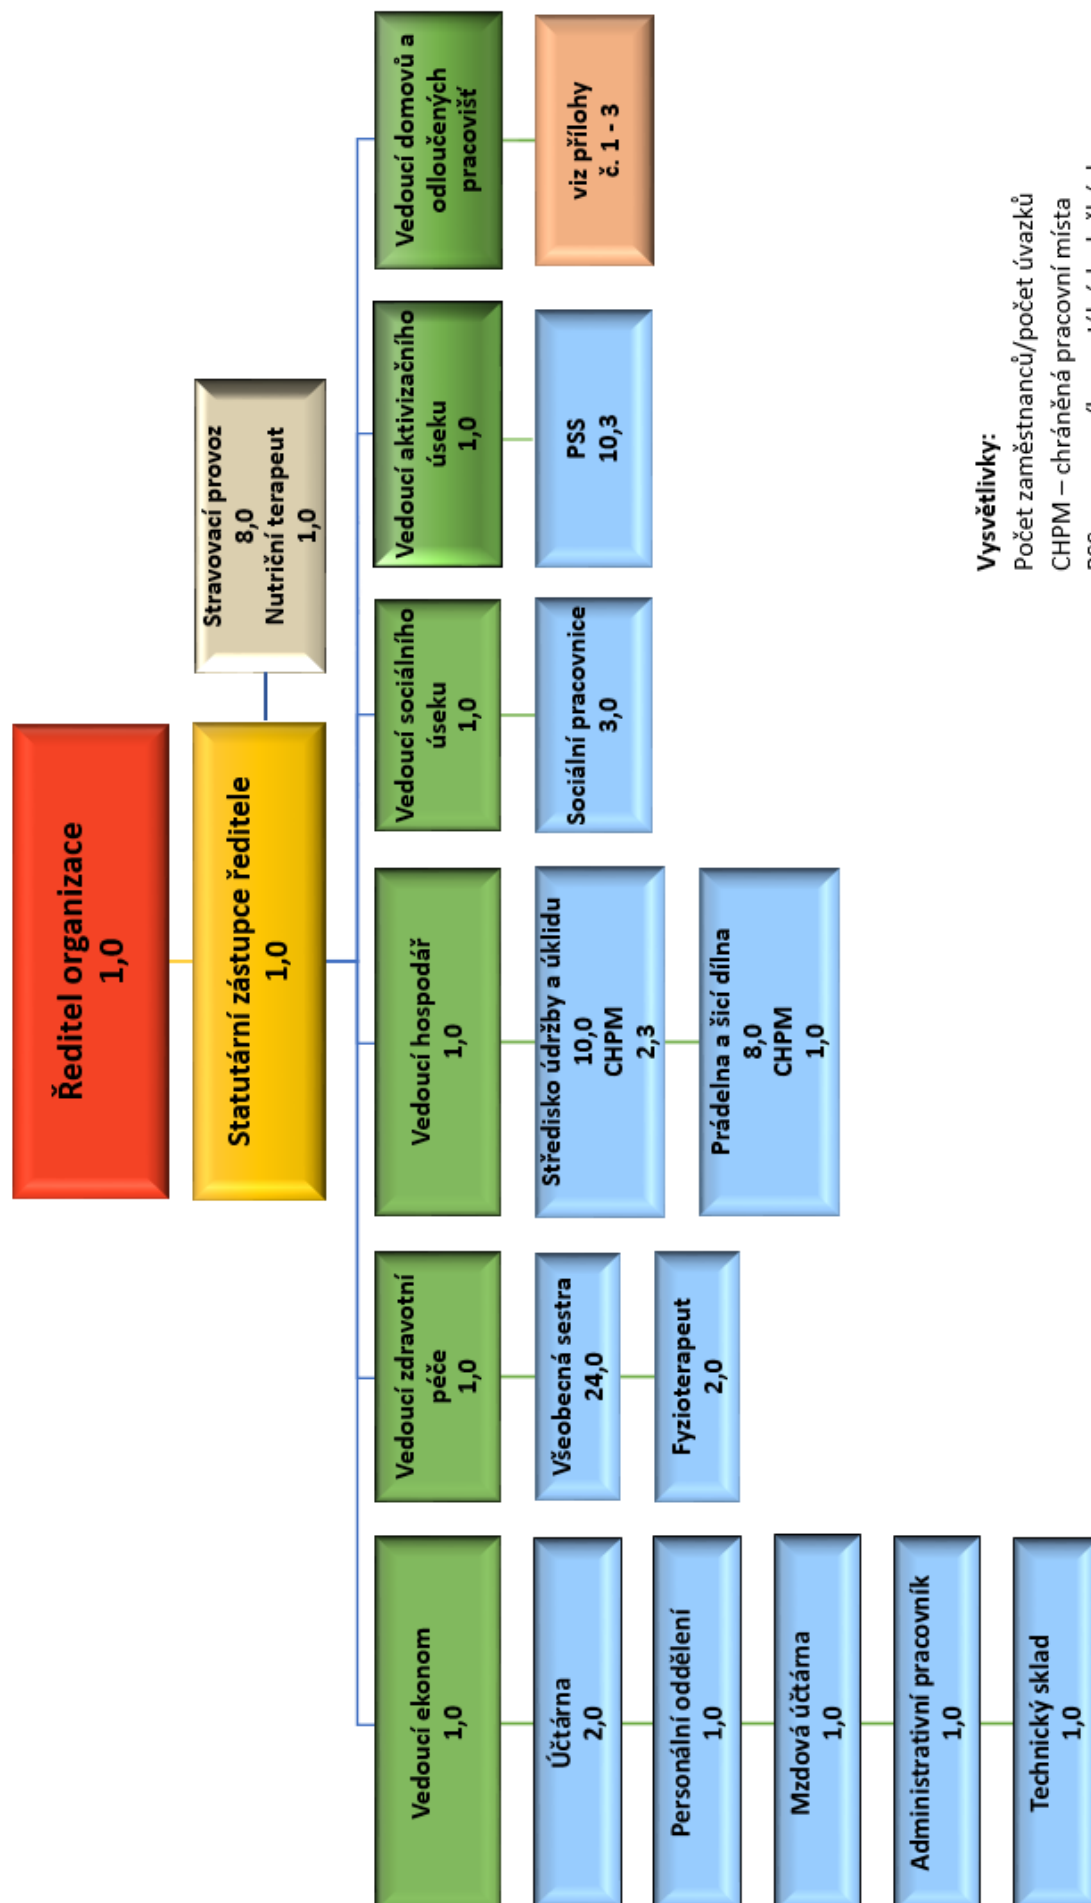 Ředitel organizace
1,0
Statutární zástupce ředitele
1,0
Stravovací provoz
8,0
Nutriční terapeut
1,0
Vedoucí ekonom
1,0
Účtárna
2,0
Personální oddělení
1,0
Mzdová účtárna
1,0
Administrativní pracovník
1,0
Technický sklad
1,0
Vedoucí zdravotní
péče
1,0
Všeobecná sestra
24,0
Fyzioterapeut
2,0
Vedoucí hospodář
1,0
Středisko údržby a úklidu
10,0
CHPM
2,3
Prádelna a šicí dílna
8,0
CHPM
1,0
Vedoucí sociálního
úseku
1,0
Sociální pracovnice
3,0
Vedoucí aktivizačního
úseku
1,0
PSS
10,3
Vedoucí domovů a
odloučených
pracovišť
viz přílohy
č. 1 - 3
Vysvětlivky:
Počet zaměstnanců/počet úvazků
CHPM – chráněná pracovní místa